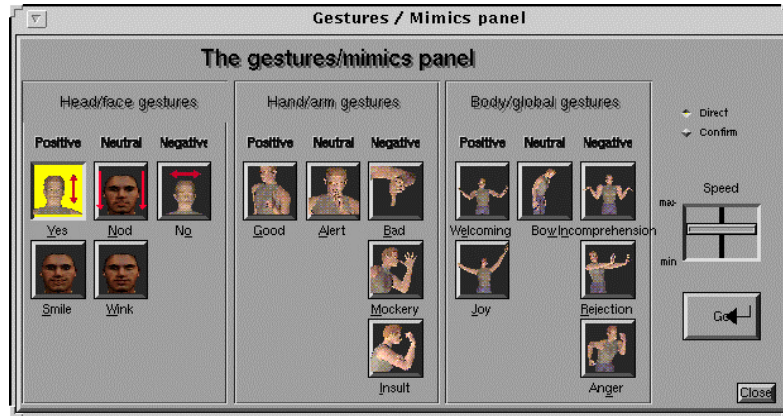 Gestures / Mimics panel
The gestures/mimics panel
Head/face gestures
Positive Neutral Negative
Yes Nod No
Smile Wink
Hand/arm gestures
Positive Neutral Negative
Good Alert Bad
Mockery
Insult
Body/global gestures
Positive Neutral Negative
Welcoming Bow Incomprehension
Joy Rejection
Anger
Direct
Confirm
Speed
max
min
Go
Close